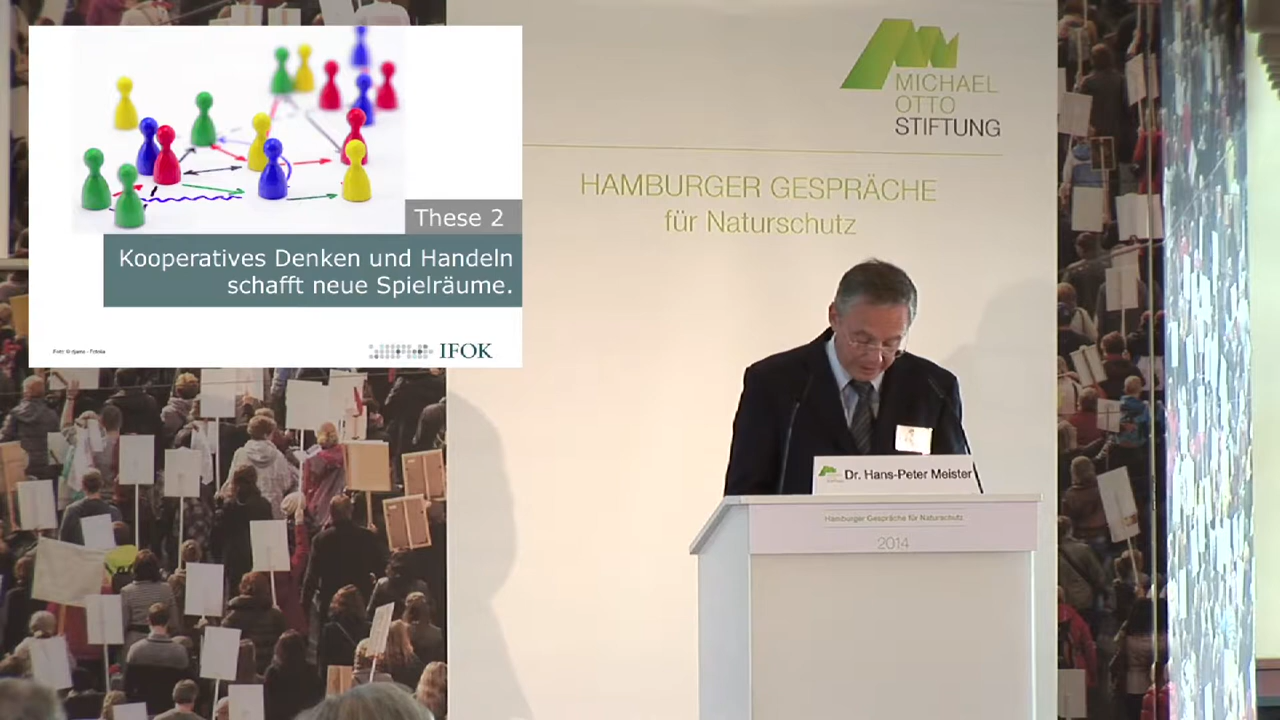 These 2
Kooperatives Denken und Handeln
schafft neue Spielräume.
IFOK
MICHAEL
OTTO
STIFTUNG
HAMBURGER GESPRÄCHE
für Naturschutz
Dr. Hans-Peter Meister
Hamburger Gespräche für Naturschutz
2014